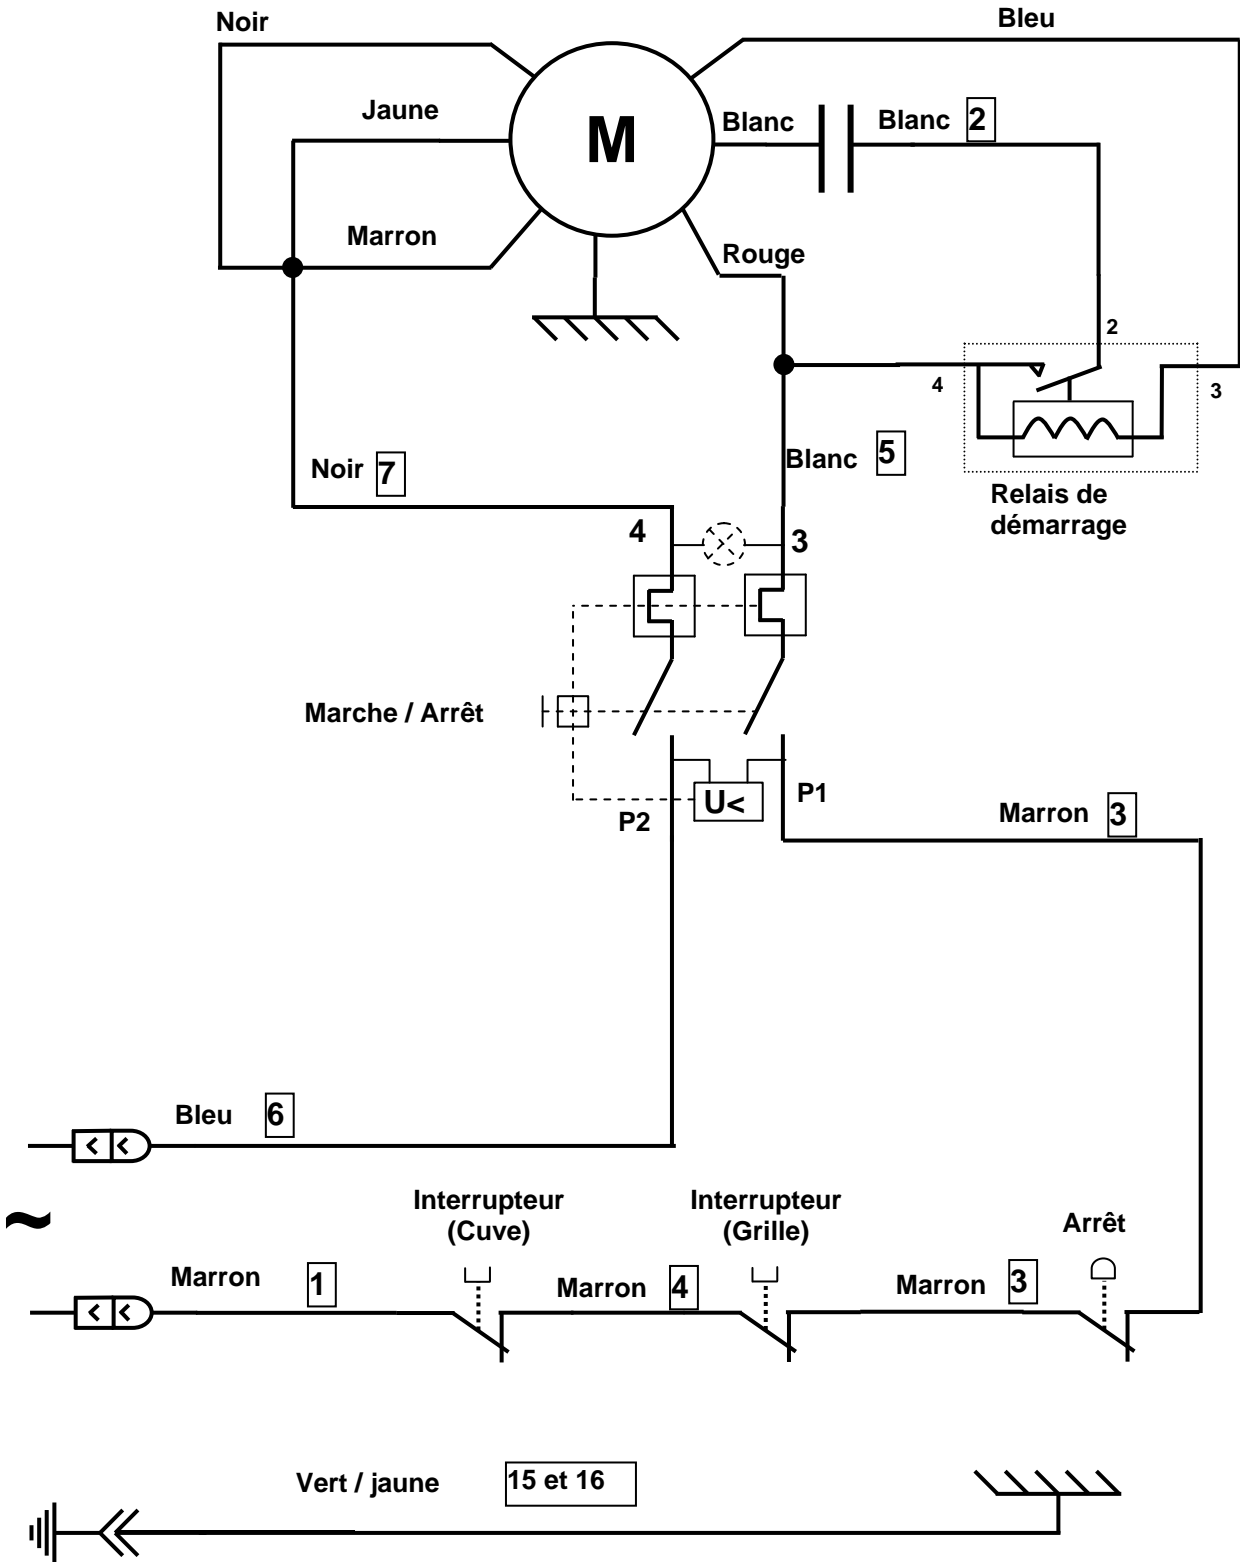 Noir
Bleu
Jaune
M
Blanc
Blanc 2
Marron
Rouge
2
4
3
Noir 7
Blanc 5
Relais de
démarrage
4
3
Marche / Arrêt
U<
P1
P2
Marron 3
Bleu 6
~
Interrupteur
(Cuve)
Interrupteur
(Grille)
Arrêt
Marron 1
Marron 4
Marron 3
Vert / jaune 15 et 16